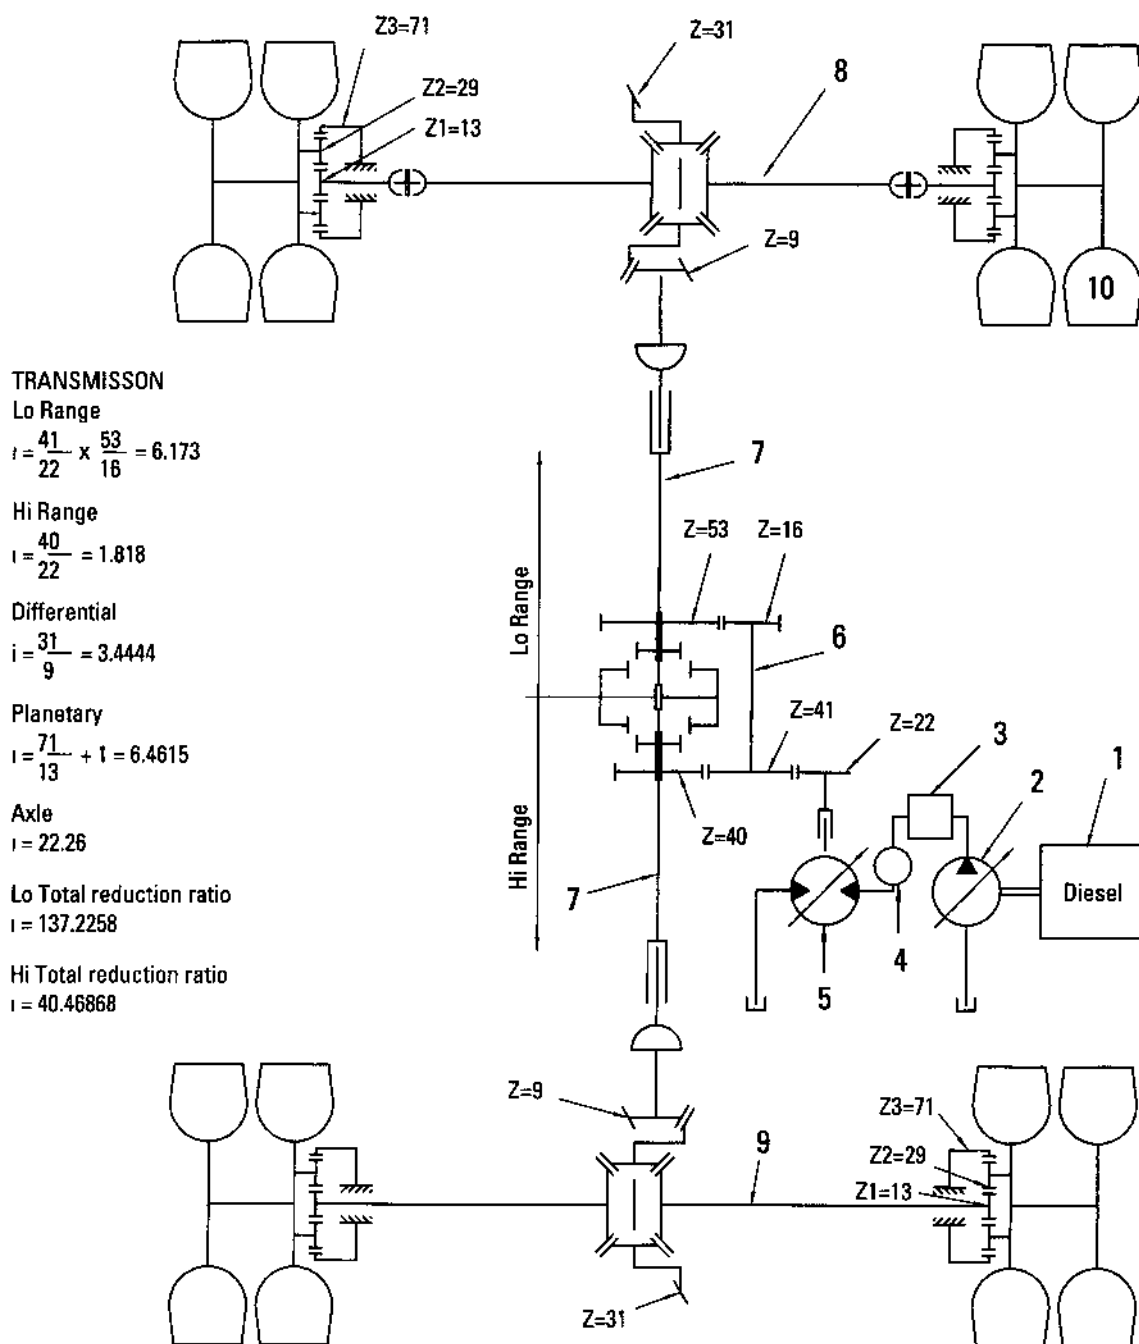 Z3=71
Z=31
8
Z2=29
Z1=13
Z=9
10
TRANSMISSON
Lo Range
i = 41/22 x 53/16 = 6.173
Hi Range
ı = 40/22 = 1.818
Differential
i = 31/9 = 3.4444
Planetary
ı = 71/13 + 1 = 6.4615
Axle
ı = 22.26
Lo Total reduction ratio
ı = 137.2258
Hi Total reduction ratio
ı = 40.46868
7
Z=53
Z=16
Lo Range
6
Z=41
Z=22
3
2
1
Z=40
Hi Range
7
Diesel
4
5
Z=9
Z3=71
Z2=29
9
Z1=13
Z=31